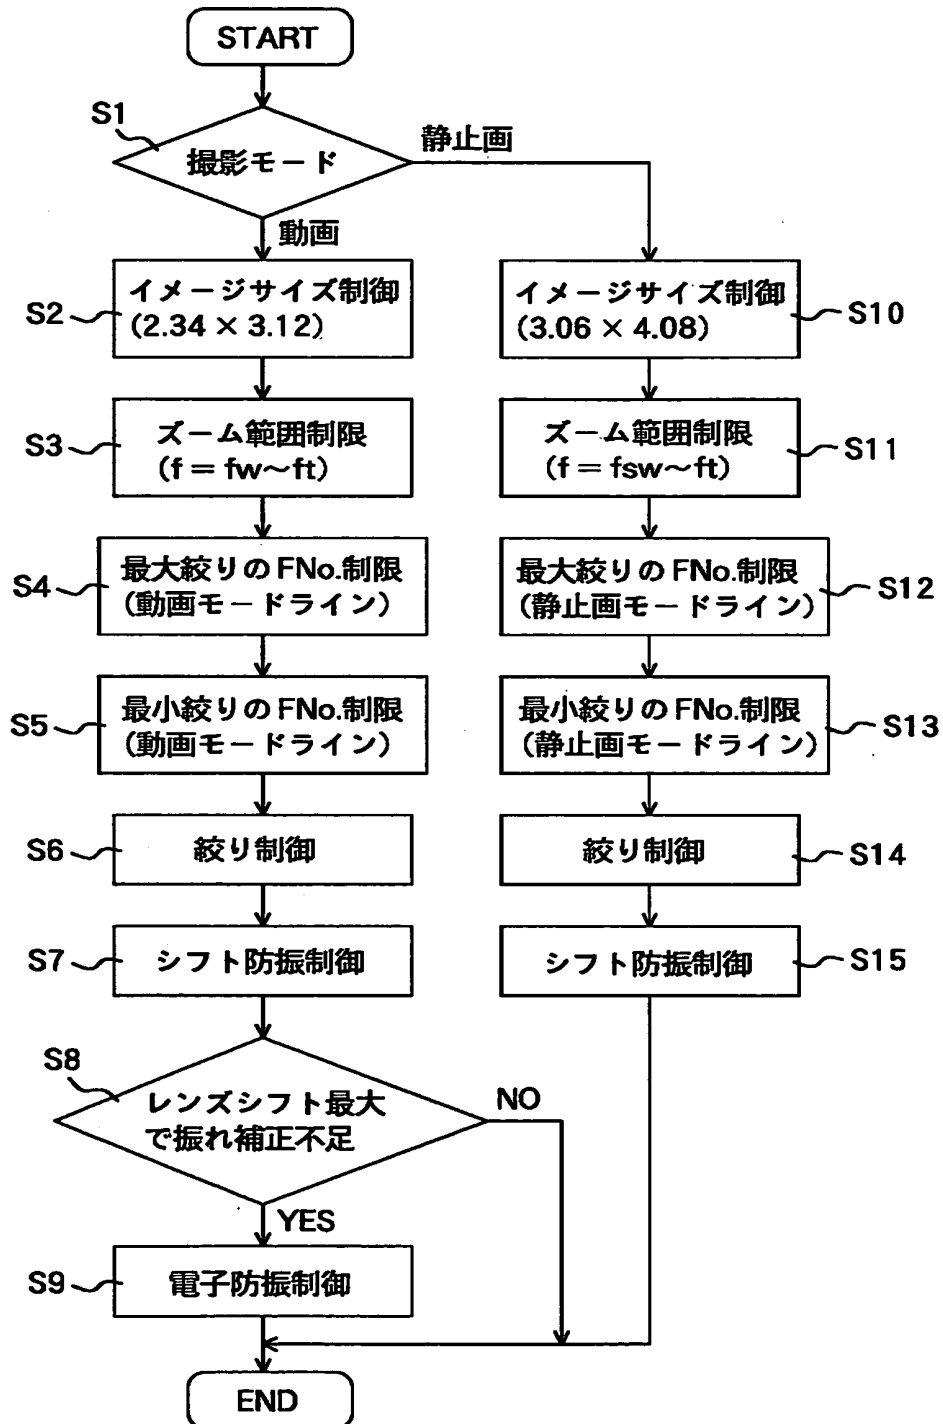 START
S1
撮影モード
静止画
動画
S2
イメージサイズ制御
(2.34 × 3.12)
S3
ズーム範囲制限
(f = fw～ft)
S4
最大絞りのFNo.制限
(動画モードライン)
S5
最小絞りのFNo.制限
(動画モードライン)
S6
絞り制御
S7
シフト防振制御
S8
レンズシフト最大
で振れ補正不足
NO
YES
S9
電子防振制御
S10
イメージサイズ制御
(3.06 × 4.08)
S11
ズーム範囲制限
(f = fsw～ft)
S12
最大絞りのFNo.制限
(静止画モードライン)
S13
最小絞りのFNo.制限
(静止画モードライン)
S14
絞り制御
S15
シフト防振制御
END